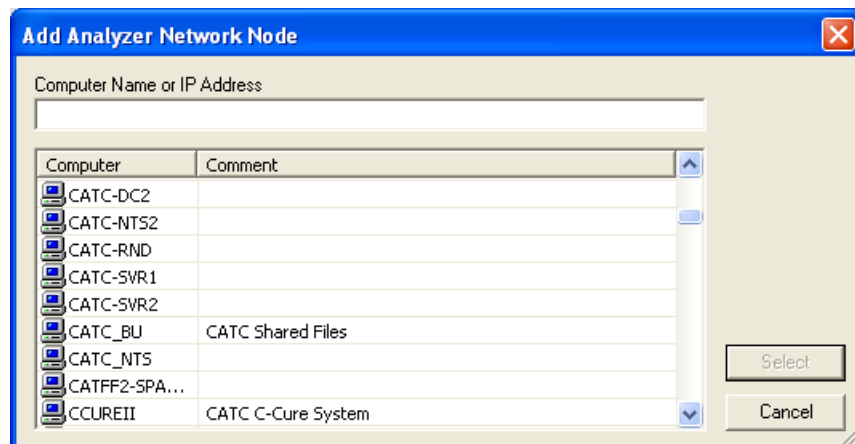 Add Analyzer Network Node
Computer Name or IP Address
Computer Comment
CATC-DC2
CATC-NTS2
CATC-RND
CATC-SVR1
CATC-SVR2
CATC_BU CATC Shared Files
CATC_NTS
CATFF2-SPA...
CCUREII CATC C-Cure System
Select
Cancel